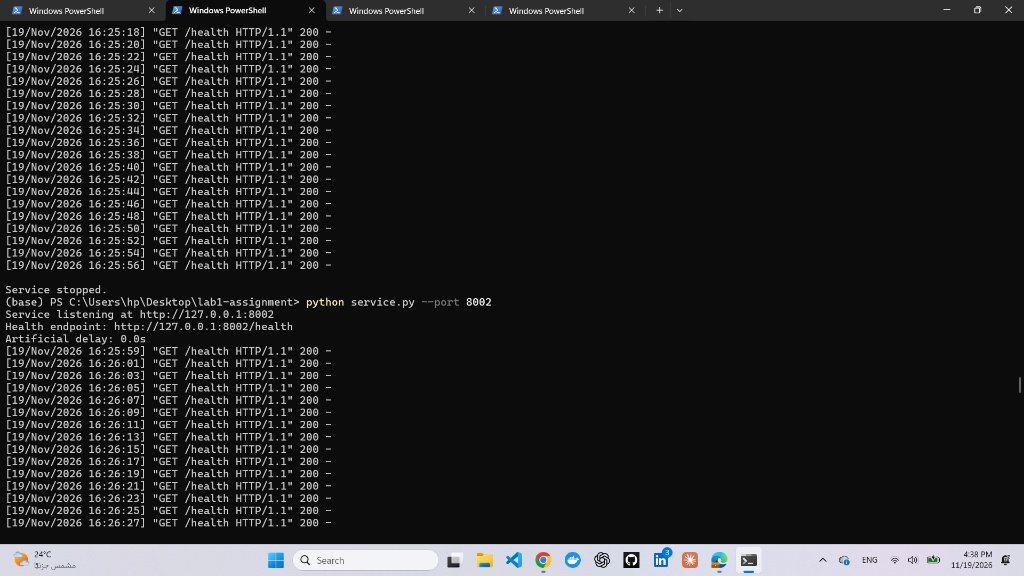 Windows PowerShell
Windows PowerShell
Windows PowerShell
Windows PowerShell
[19/Nov/2026 16:25:18] "GET /health HTTP/1.1" 200 -
[19/Nov/2026 16:25:20] "GET /health HTTP/1.1" 200 -
[19/Nov/2026 16:25:22] "GET /health HTTP/1.1" 200 -
[19/Nov/2026 16:25:24] "GET /health HTTP/1.1" 200 -
[19/Nov/2026 16:25:26] "GET /health HTTP/1.1" 200 -
[19/Nov/2026 16:25:28] "GET /health HTTP/1.1" 200 -
[19/Nov/2026 16:25:30] "GET /health HTTP/1.1" 200 -
[19/Nov/2026 16:25:32] "GET /health HTTP/1.1" 200 -
[19/Nov/2026 16:25:34] "GET /health HTTP/1.1" 200 -
[19/Nov/2026 16:25:36] "GET /health HTTP/1.1" 200 -
[19/Nov/2026 16:25:38] "GET /health HTTP/1.1" 200 -
[19/Nov/2026 16:25:40] "GET /health HTTP/1.1" 200 -
[19/Nov/2026 16:25:42] "GET /health HTTP/1.1" 200 -
[19/Nov/2026 16:25:44] "GET /health HTTP/1.1" 200 -
[19/Nov/2026 16:25:46] "GET /health HTTP/1.1" 200 -
[19/Nov/2026 16:25:48] "GET /health HTTP/1.1" 200 -
[19/Nov/2026 16:25:50] "GET /health HTTP/1.1" 200 -
[19/Nov/2026 16:25:52] "GET /health HTTP/1.1" 200 -
[19/Nov/2026 16:25:54] "GET /health HTTP/1.1" 200 -
[19/Nov/2026 16:25:56] "GET /health HTTP/1.1" 200 -
Service stopped.
(base) PS C:\Users\hp\Desktop\lab1-assignment> python service.py --port 8002
Service listening at http://127.0.0.1:8002
Health endpoint: http://127.0.0.1:8002/health
Artificial delay: 0.0s
[19/Nov/2026 16:25:59] "GET /health HTTP/1.1" 200 -
[19/Nov/2026 16:26:01] "GET /health HTTP/1.1" 200 -
[19/Nov/2026 16:26:03] "GET /health HTTP/1.1" 200 -
[19/Nov/2026 16:26:05] "GET /health HTTP/1.1" 200 -
[19/Nov/2026 16:26:07] "GET /health HTTP/1.1" 200 -
[19/Nov/2026 16:26:09] "GET /health HTTP/1.1" 200 -
[19/Nov/2026 16:26:11] "GET /health HTTP/1.1" 200 -
[19/Nov/2026 16:26:13] "GET /health HTTP/1.1" 200 -
[19/Nov/2026 16:26:15] "GET /health HTTP/1.1" 200 -
[19/Nov/2026 16:26:17] "GET /health HTTP/1.1" 200 -
[19/Nov/2026 16:26:19] "GET /health HTTP/1.1" 200 -
[19/Nov/2026 16:26:21] "GET /health HTTP/1.1" 200 -
[19/Nov/2026 16:26:23] "GET /health HTTP/1.1" 200 -
[19/Nov/2026 16:26:25] "GET /health HTTP/1.1" 200 -
[19/Nov/2026 16:26:27] "GET /health HTTP/1.1" 200 -
24°C
مشمس جزئيًا
Search
3
ENG
4:38 PM
11/19/2026